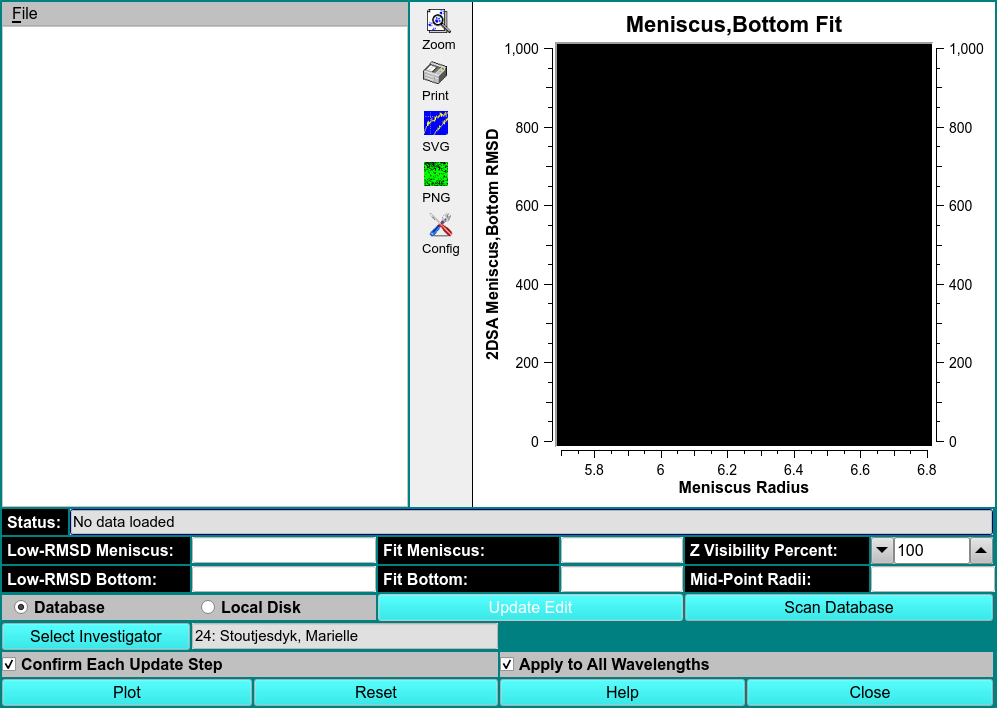 File
Zoom
Print
SVG
PNG
Config
Meniscus,Bottom Fit
2DSA Meniscus,Bottom RMSD
1,000
800
600
400
200
0
1,000
800
600
400
200
0
5.8 6 6.2 6.4 6.6 6.8
Meniscus Radius
Status: No data loaded
Low-RMSD Meniscus: Fit Meniscus: Z Visibility Percent: 100
Low-RMSD Bottom: Fit Bottom: Mid-Point Radii:
Database Local Disk Update Edit Scan Database
Select Investigator 24: Stoutjesdyk, Marielle
Confirm Each Update Step Apply to All Wavelengths
Plot Reset Help Close